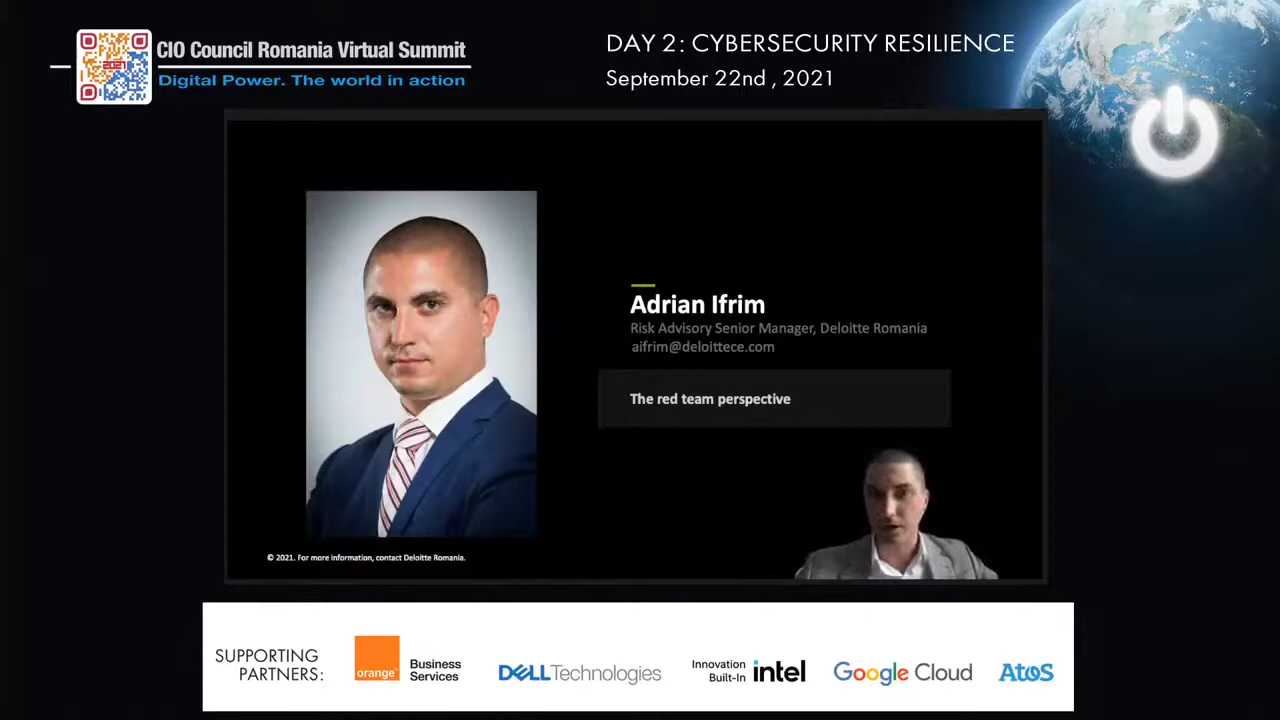 2021
CIO Council Romania Virtual Summit
Digital Power. The world in action
DAY 2: CYBERSECURITY RESILIENCE
September 22nd , 2021
Adrian Ifrim
Risk Advisory Senior Manager, Deloitte Romania
aifrim@deloittece.com
The red team perspective
© 2021. For more information, contact Deloitte Romania.
SUPPORTING
PARTNERS:
orange™
Business
Services
DELL Technologies
Innovation
Built-In
intel
Google Cloud
Atos